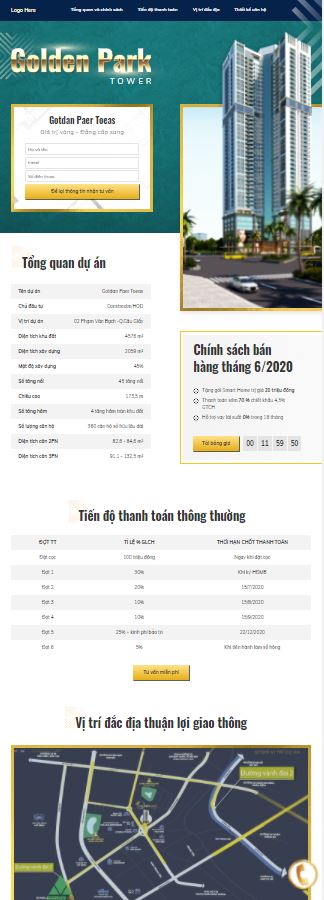 Logo Here
Tổng quan và chính sách
Tiến độ thanh toán
Vị trí đắc địa
Thiết kế căn hộ
Golden Park
TOWER
Gotdan Paer Toeas
Giá trị vàng - Đẳng cấp sang
Họ và tên
Email
Số điện thoại
Để lại thông tin nhận tư vấn
Tổng quan dự án
Tên dự án Goldan Paer Toeas
Chủ đầu tư Constrexim HOD
Vị trí dự án 02 Phạm Văn Bạch -Q.Cầu Giấy
Diện tích khu đất 4576 m²
Diện tích xây dựng 2059 m²
Mật độ xây dựng 45%
Số tầng nổi 45 tầng nổi
Chiều cao 173,5 m
Số tầng hầm 4 tầng hầm toàn khu đất
Số lượng căn hộ 360 căn hộ sở hữu lâu dài
Diện tích căn 2PN 82,6 - 84,6 m²
Diện tích căn 3PN 91,1 - 132,5 m²
Chính sách bán
hàng tháng 6/2020
Tặng gói Smart Home trị giá 20 triệu đồng
Thanh toán sớm 70 % chiết khấu 4,5%
GTCH
Hỗ trợ vay lãi suất 0% trong 18 tháng
Tải bảng giá
00 11 59 50
Tiến độ thanh toán thông thường
ĐỢT TT TỈ LỆ % GLCH THỜI HẠN CHỐT THANH TOÁN
Đặt cọc 100 triệu đồng Ngay khi đặt cọc
Đợt 1 30% Khi ký HĐMB
Đợt 2 20% 15/7/2020
Đợt 3 10% 15/8/2020
Đợt 4 10% 15/9/2020
Đợt 5 25% + kinh phí bảo trì 22/12/2020
Đợt 6 5% Khi tiến hành làm sổ hồng
Tư vấn miễn phí
Vị trí đắc địa thuận lợi giao thông
Đường vành đai 2